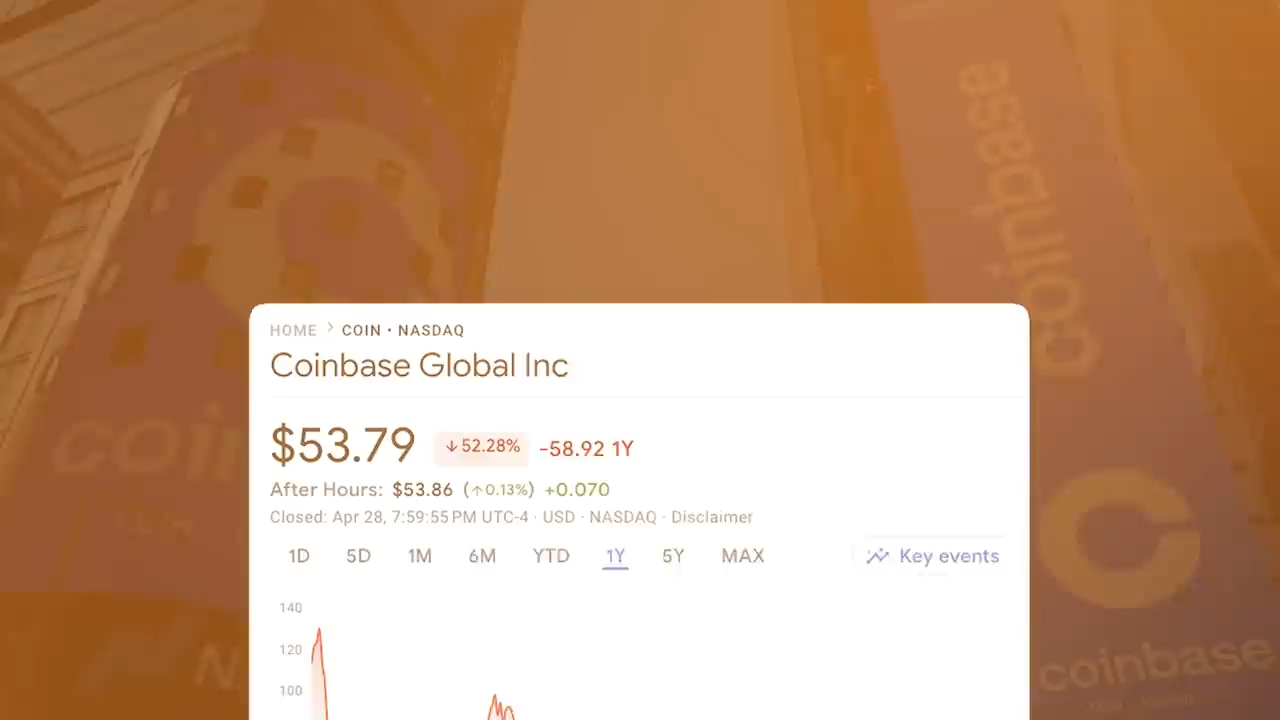 coinbase
HOME > COIN • NASDAQ
Coinbase Global Inc
$53.79 ↓52.28% -58.92 1Y
After Hours: $53.86 (↑0.13%) +0.070
Closed: Apr 28, 7:59:55 PM UTC-4 · USD · NASDAQ · Disclaimer
1D 5D 1M 6M YTD 1Y 5Y MAX Key events
140
120
100
coin
N
coinbase